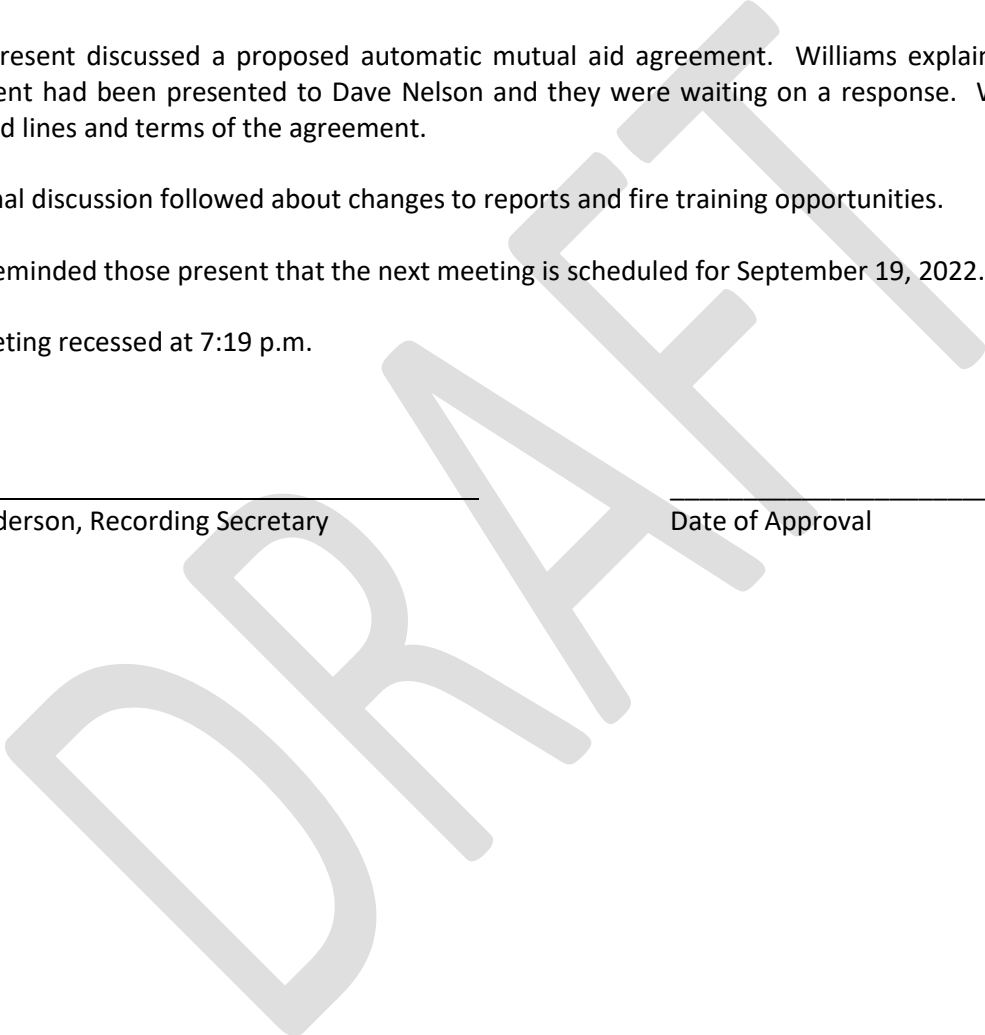 resent discussed a proposed automatic mutual aid agreement. Williams explain
ent had been presented to Dave Nelson and they were waiting on a response.
d lines and terms of the agreement.
nal discussion followed about changes to reports and fire training opportunities.
eminded those present that the next meeting is scheduled for September 19, 2022.
eting recessed at 7:19 p.m.
derson, Recording Secretary
Date of Approval
DRAFT